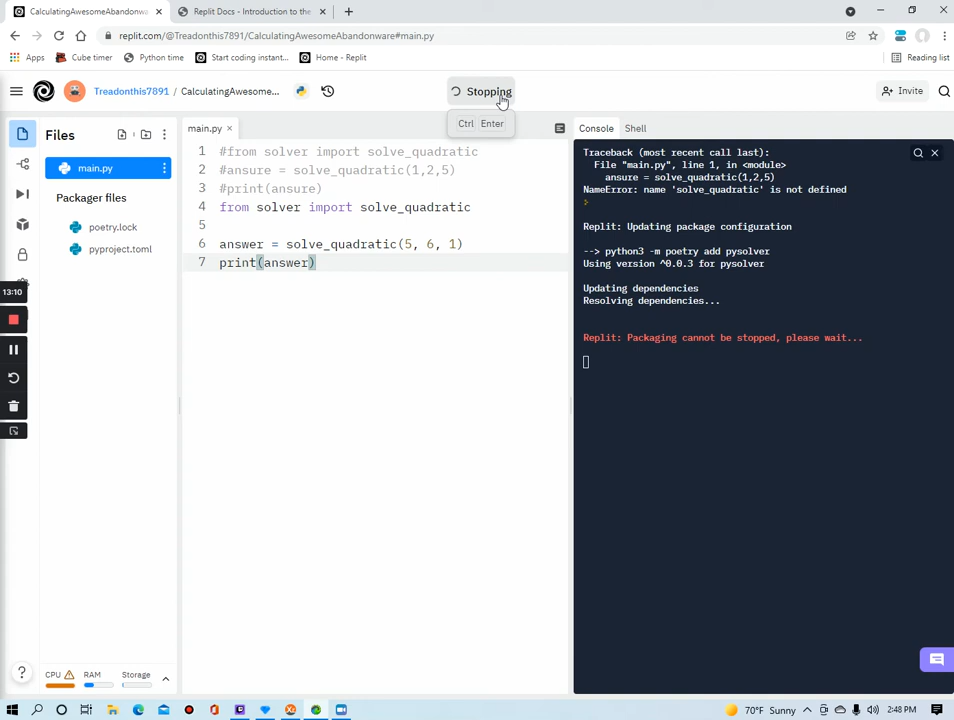 CalculatingAwesomeAbandonwa
Replit Docs - Introduction to the
replit.com/@Treadonthis7891/CalculatingAwesomeAbandonware#main.py
Apps
Cube timer
Python time
Start coding instant...
Home - Replit
Reading list
Treadonthis7891 / CalculatingAwesome...
Stopping
Ctrl Enter
Invite
Files
main.py
Packager files
poetry.lock
pyproject.toml
main.py
1 #from solver import solve_quadratic
2 #ansure = solve_quadratic(1,2,5)
3 #print(ansure)
4 from solver import solve_quadratic
5
6 answer = solve_quadratic(5, 6, 1)
7 print(answer)
Console
Shell
Traceback (most recent call last):
File "main.py", line 1, in <module>
ansure = solve_quadratic(1,2,5)
NameError: name 'solve_quadratic' is not defined
Replit: Updating package configuration
--> python3 -m poetry add pysolver
Using version ^0.0.3 for pysolver
Updating dependencies
Resolving dependencies...
Replit: Packaging cannot be stopped, please wait...
13:10
CPU
RAM
Storage
70°F Sunny
2:48 PM